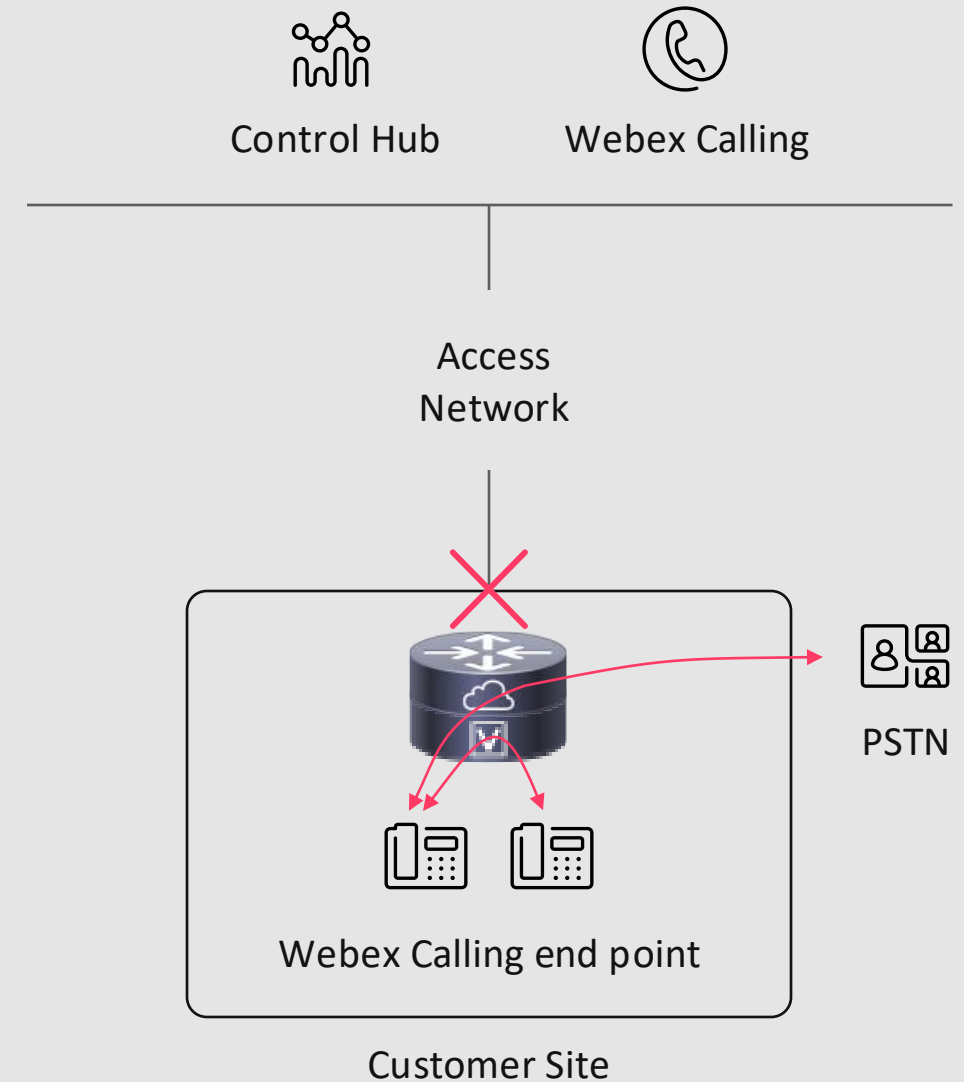 Control Hub
Webex Calling
Access
Network
V
PSTN
Webex Calling end point
Customer Site